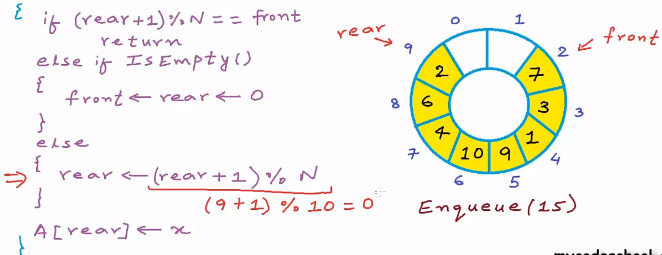 { if (rear+1)%N == front
return
else if IsEmpty()
{
front ← rear ← 0
}
else
{
⇒ rear ← (rear+1)% N
(9+1) % 10 = 0
}
A[rear] ← x
}
rear
front
0
1
2
3
4
5
6
7
8
9
2
7
6
3
4
1
10
9
Enqueue(15)